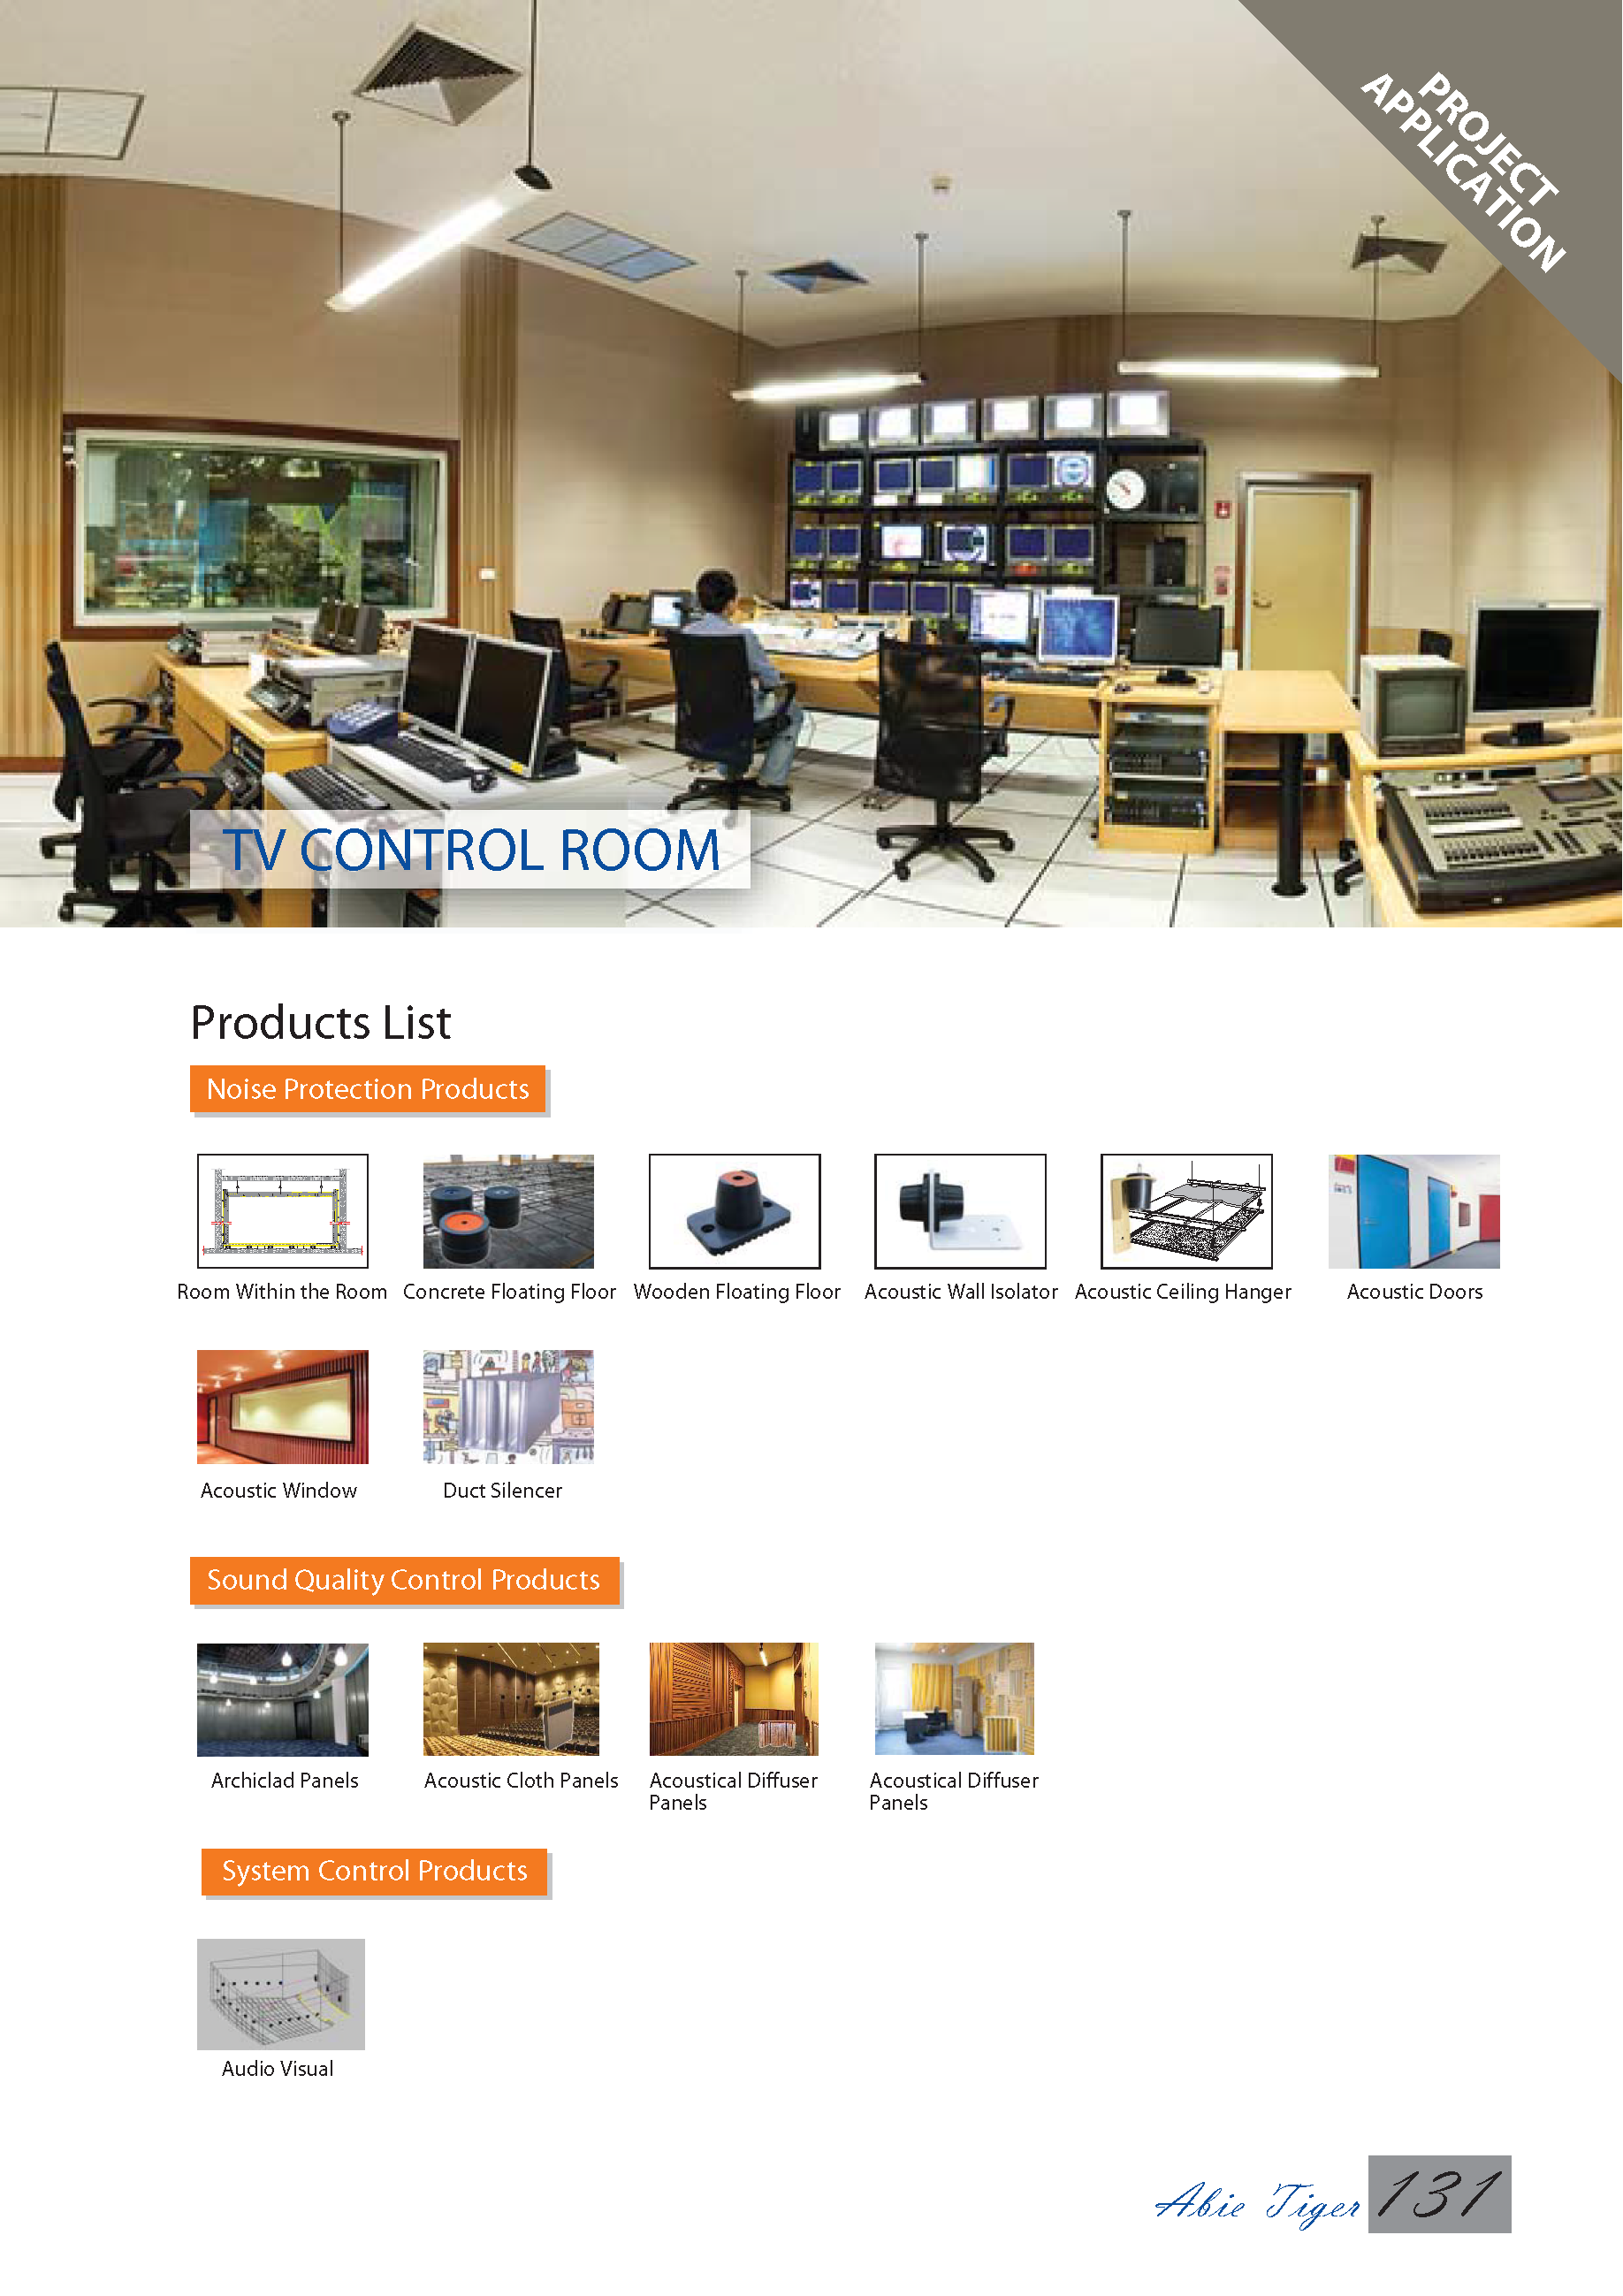 PROJECT
APPLICATION
TV CONTROL ROOM
Products List
Noise Protection Products
Room Within the Room
Concrete Floating Floor
Wooden Floating Floor
Acoustic Wall Isolator
Acoustic Ceiling Hanger
Acoustic Doors
Acoustic Window
Duct Silencer
Sound Quality Control Products
Archiclad Panels
Acoustic Cloth Panels
Acoustical Diffuser
Panels
Acoustical Diffuser
Panels
System Control Products
Audio Visual
Abie Tiger 131